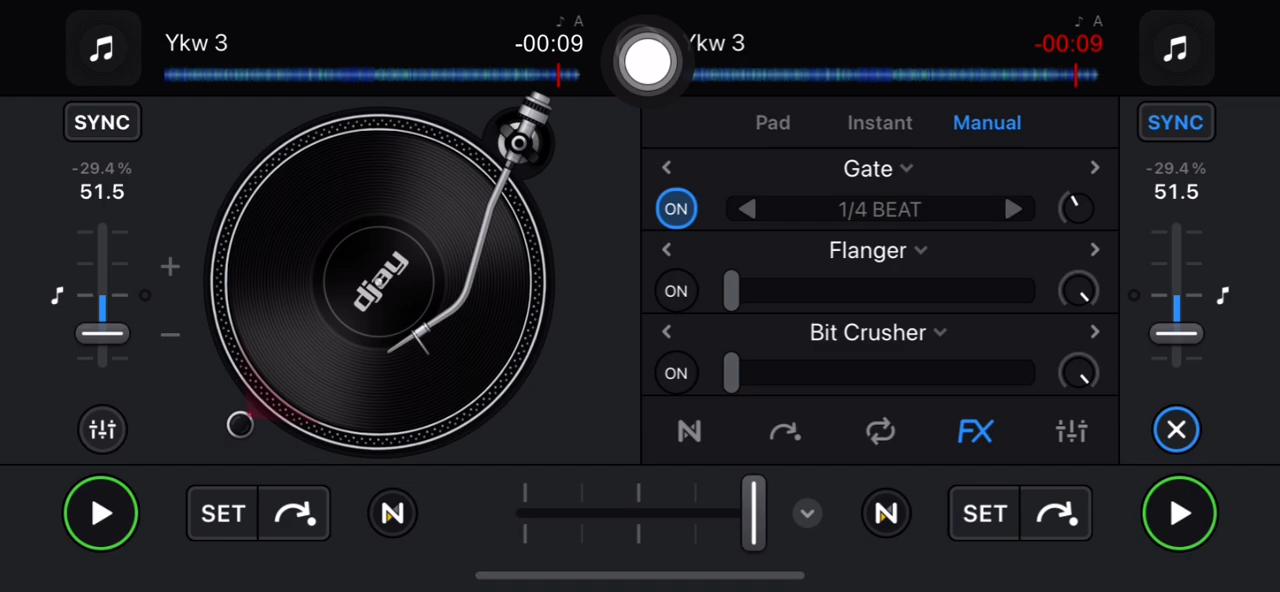 ♪ A
Ykw 3
-00:09
♪ A
Ykw 3
-00:09
SYNC
-29.4%
51.5
djay
Pad
Instant
Manual
Gate
ON
1/4 BEAT
Flanger
ON
Bit Crusher
ON
FX
SYNC
-29.4%
51.5
SET
N
SET
N